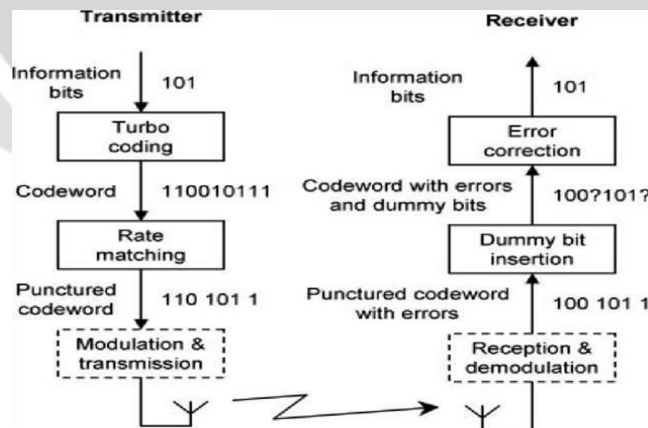 Transmitter
Information
bits
101
Turbo
coding
Codeword
110010111
Rate
matching
Punctured
codeword
110 101 1
Modulation &
transmission
Receiver
Information
bits
101
Error
correction
Codeword with errors
and dummy bits
100?101?
Dummy bit
insertion
Punctured codeword
with errors
100 101 1
Reception &
demodulation